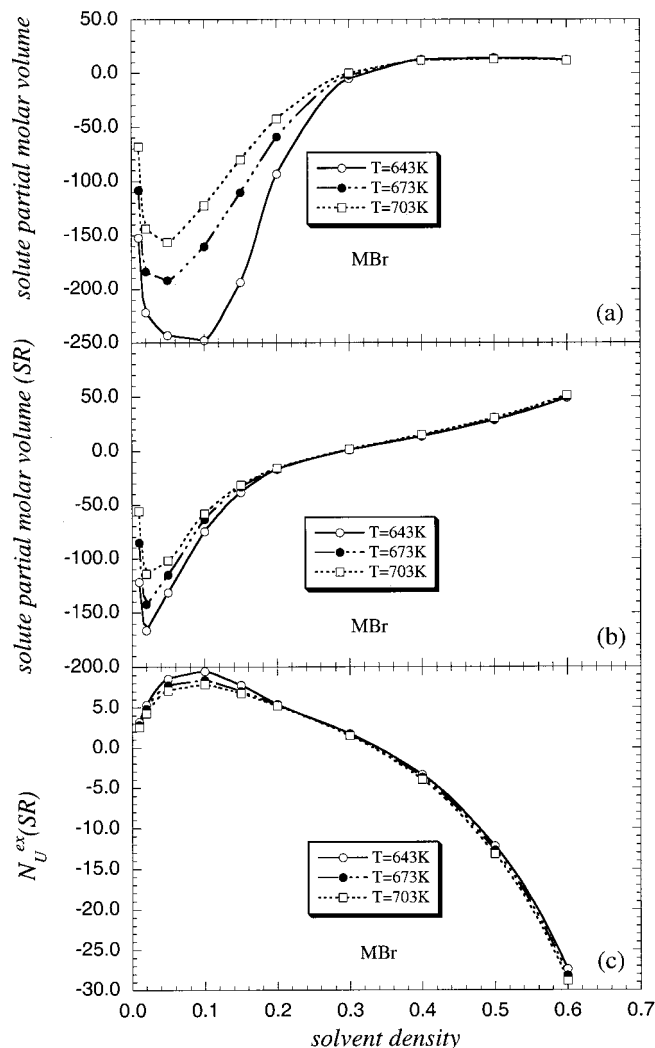 50.0
0.0
-50.0
-100.0
-150.0
-200.0
-250.0
solute partial molar volume
T=643K
T=673K
T=703K
MBr
(a)
50.0
0.0
-50.0
-100.0
-150.0
-200.0
solute partial molar volume (SR)
T=643K
T=673K
T=703K
MBr
(b)
5.0
0.0
-5.0
-10.0
-15.0
-20.0
-25.0
-30.0
N_U^ex(SR)
T=643K
T=673K
T=703K
MBr
(c)
0.0 0.1 0.2 0.3 0.4 0.5 0.6 0.7
solvent density